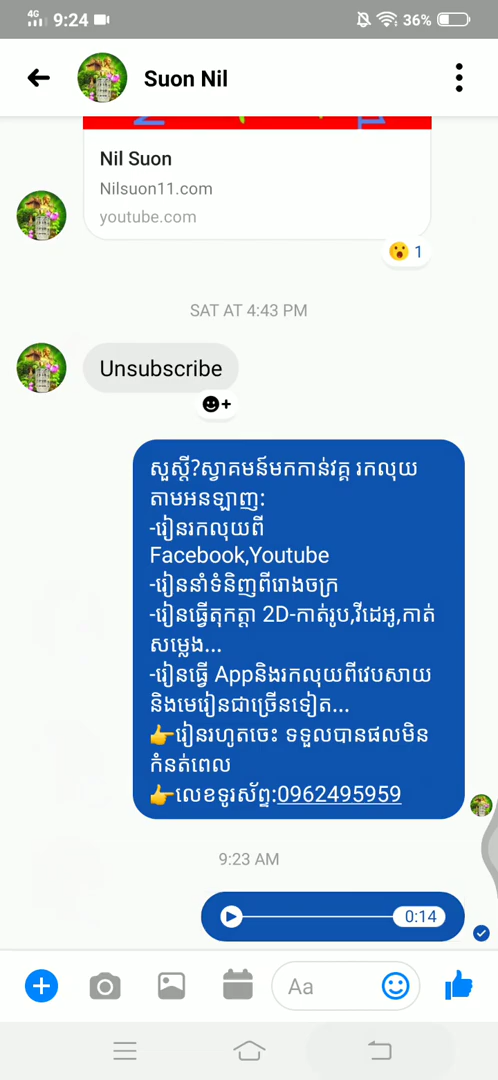 4G 9:24 36%
Suon Nil
Nil Suon
Nilsuon11.com
youtube.com
1
SAT AT 4:43 PM
Unsubscribe
សួស្តី?ស្វាគមន៍មកកាន់វគ្គ រកលុយ
តាមអនឡាញ:
-រៀនរកលុយពី
Facebook,Youtube
-រៀននាំទំនិញពីរោងចក្រ
-រៀនធ្វើតុកត្តា 2D-កាត់រូប,វីដេអូ,កាត់
សម្លេង...
-រៀនធ្វើ Appនិងរកលុយពីវេបសាយ
និងមេរៀនជាច្រើនទៀត...
👉រៀនរហូតចេះ ទទួលបានផលមិន
កំនត់ពេល
👉លេខទូរស័ព្ទ:0962495959
9:23 AM
0:14
Aa